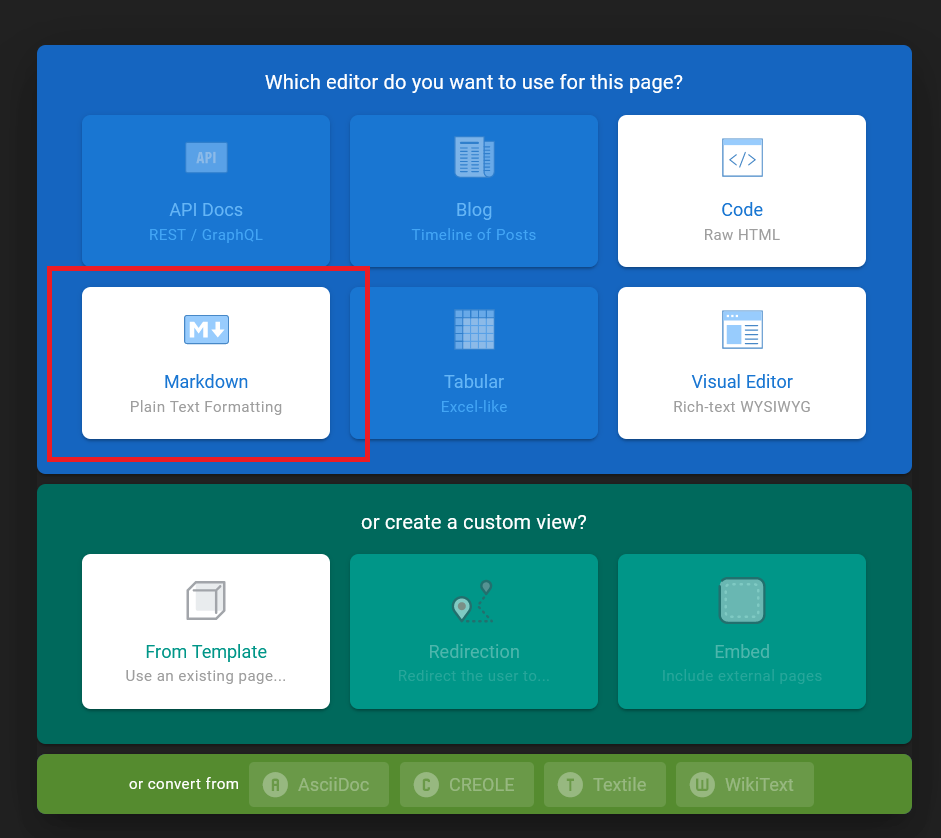 Which editor do you want to use for this page?
API
API Docs
REST / GraphQL
Blog
Timeline of Posts
</>
Code
Raw HTML
M
Markdown
Plain Text Formatting
Tabular
Excel-like
Visual Editor
Rich-text WYSIWYG
or create a custom view?
From Template
Use an existing page...
Redirection
Redirect the user to...
Embed
Include external pages
or convert from A AsciiDoc C CREOLE T Textile W WikiText